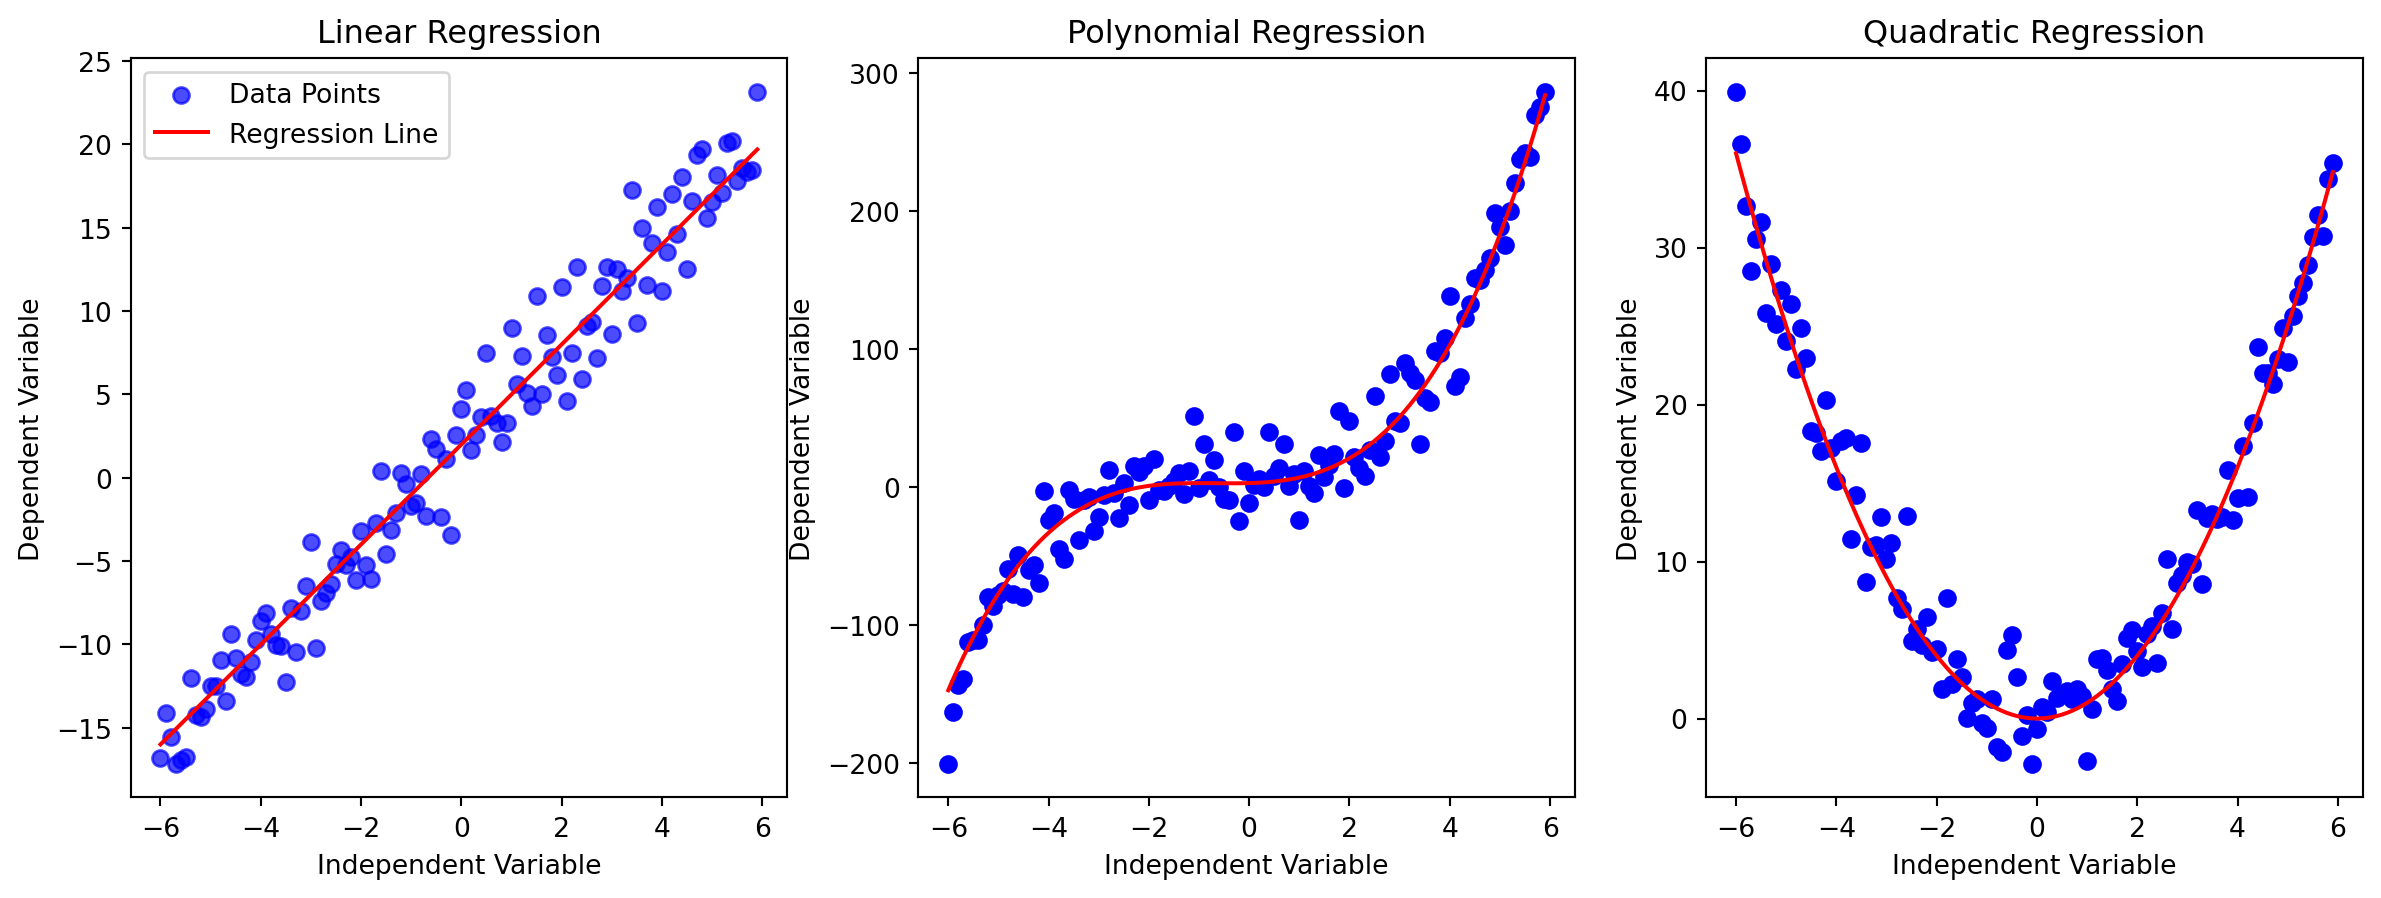 Linear Regression
Data Points
Regression Line
25
20
15
10
5
0
−5
−10
−15
Dependent Variable
−6 −4 −2 0 2 4 6
Independent Variable
Polynomial Regression
300
200
100
0
−100
−200
Dependent Variable
−6 −4 −2 0 2 4 6
Independent Variable
Quadratic Regression
40
30
20
10
0
Dependent Variable
−6 −4 −2 0 2 4 6
Independent Variable